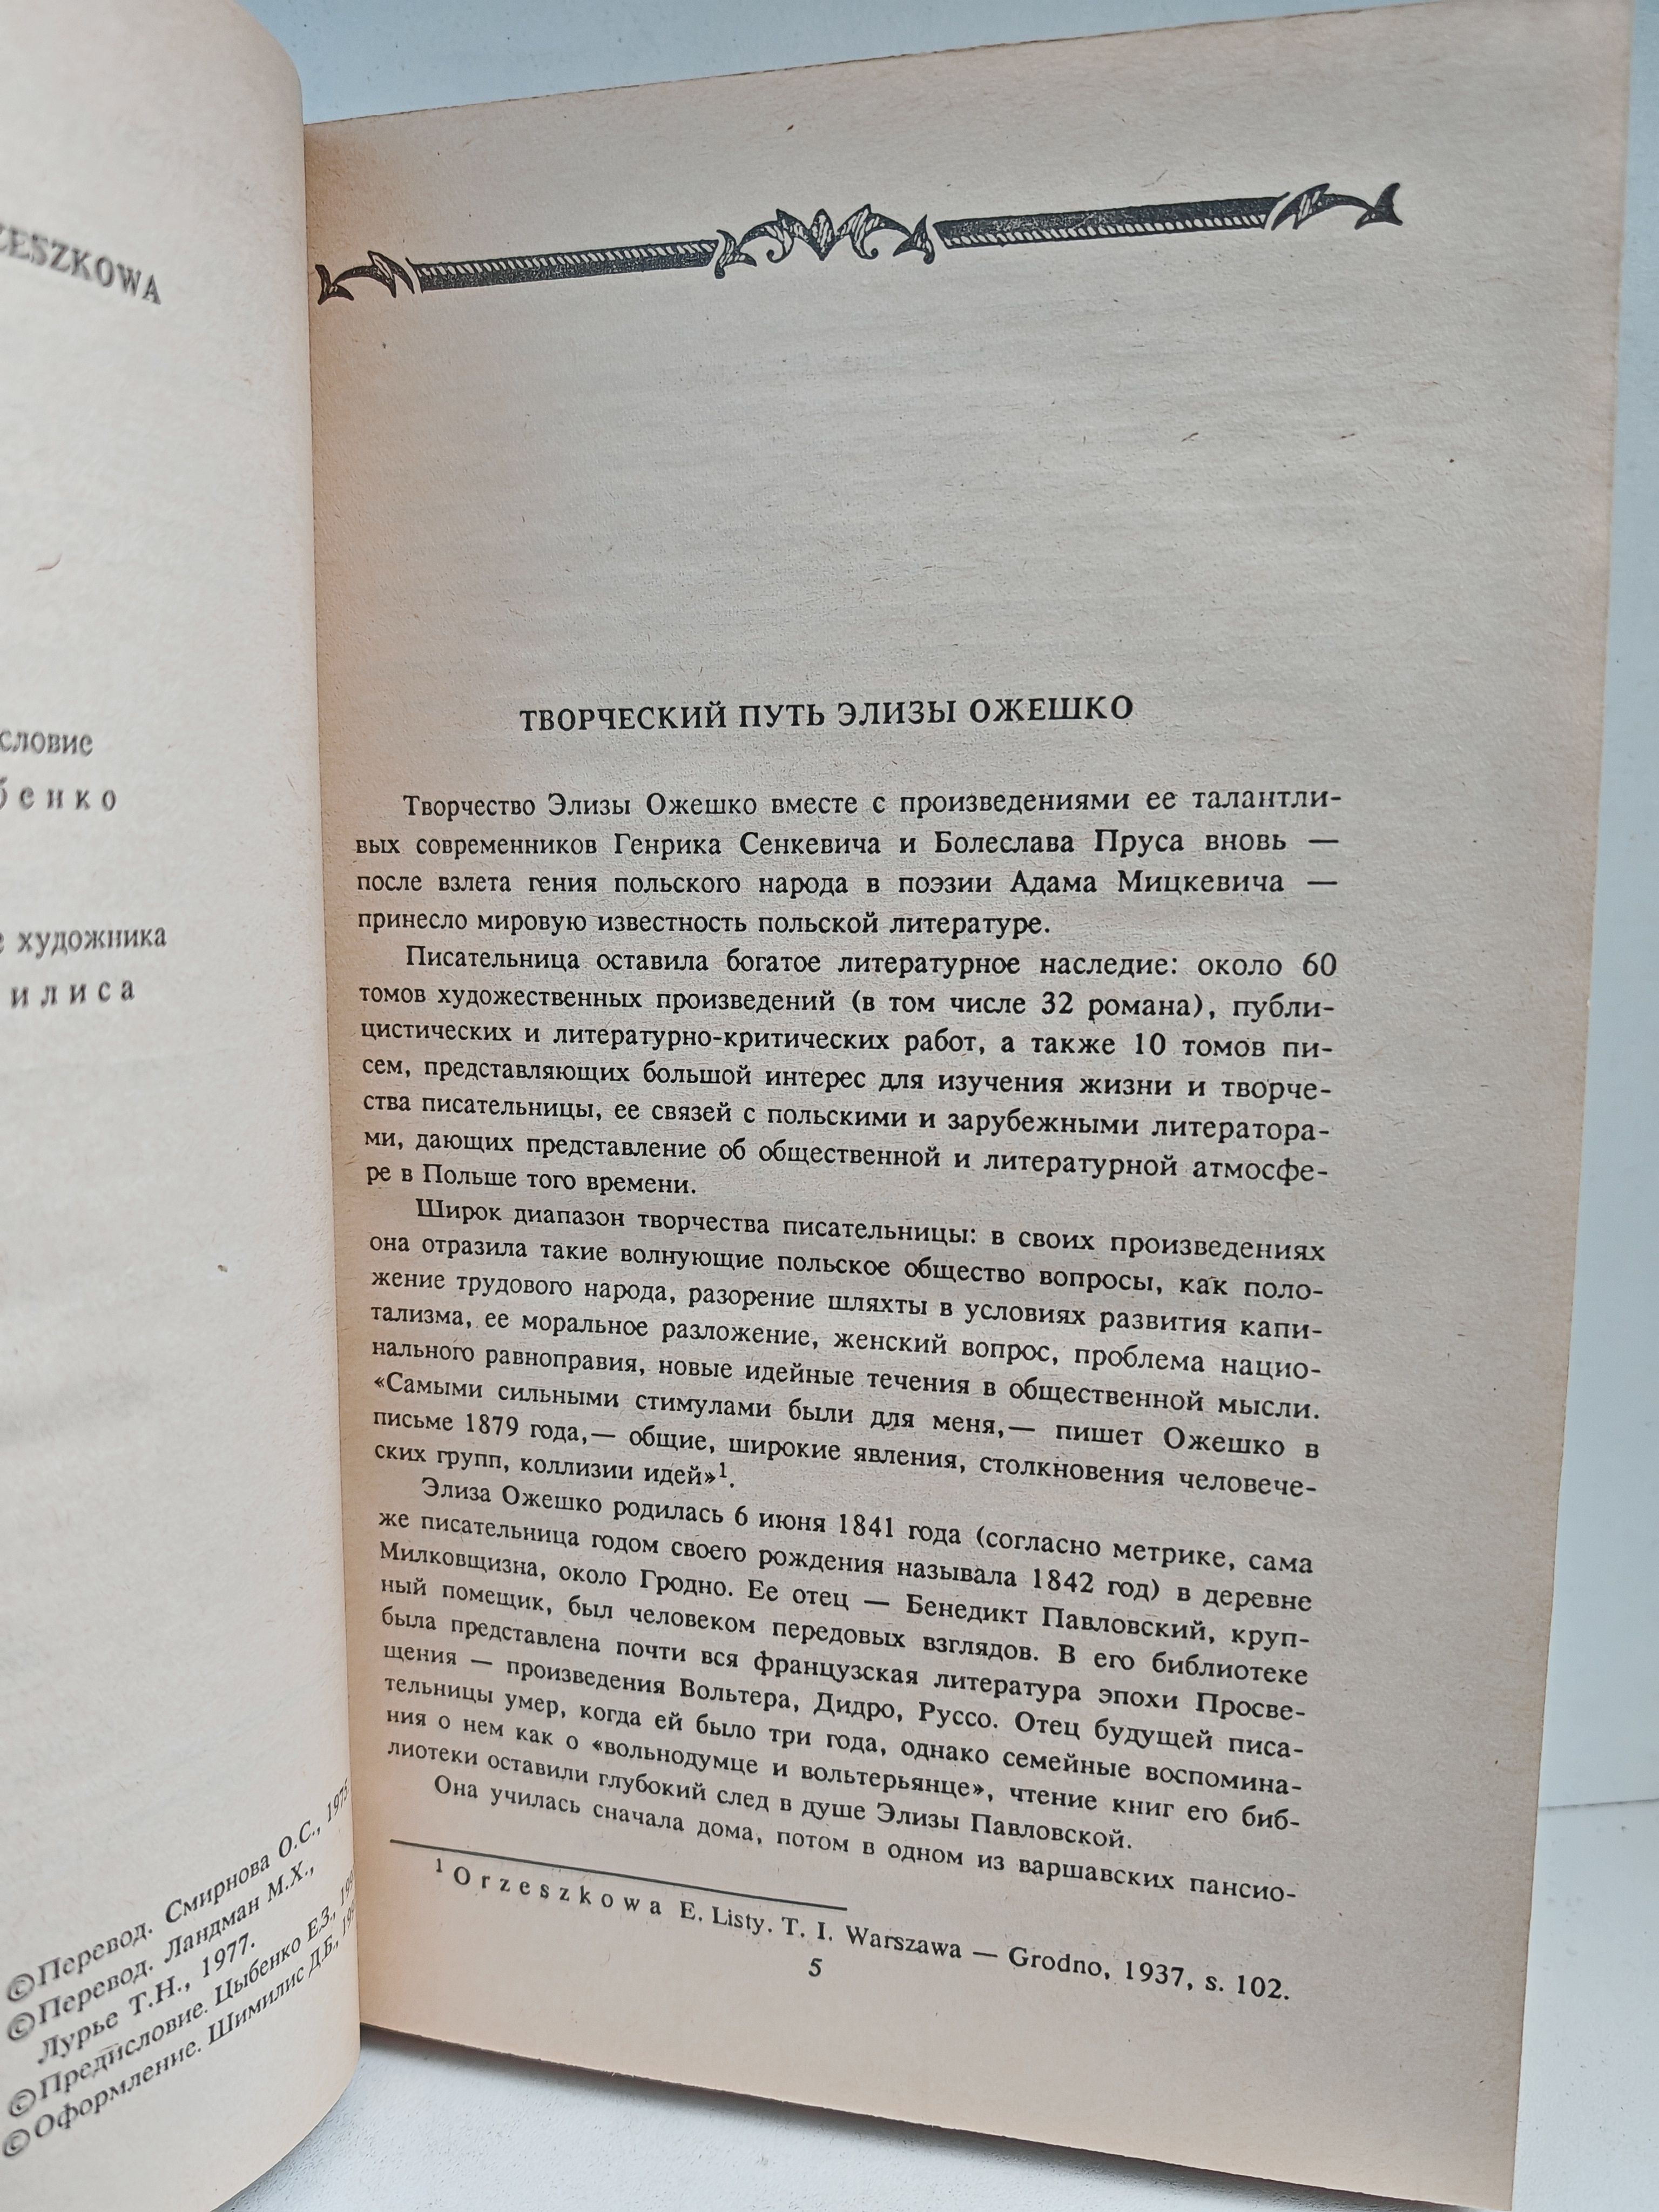 художника
©Перевод. Смирнова О.С.,
©Перевод. Ландман М.Х.,
Лурье Т.Н., 1977.
©Предисловие. Цыбенко Е.З.,
©Оформление. Шимилис Д.Б.,
ТВОРЧЕСКИЙ ПУТЬ ЭЛИЗЫ ОЖЕШКО
Творчество Элизы Ожешко вместе с произведениями ее талантли-
вых современников Генрика Сенкевича и Болеслава Пруса вновь —
после взлета гения польского народа в поэзии Адама Мицкевича —
принесло мировую известность польской литературе.
Писательница оставила богатое литературное наследие: около 60
томов художественных произведений (в том числе 32 романа), публи-
цистических и литературно-критических работ, а также 10 томов пи-
сем, представляющих большой интерес для изучения жизни и творче-
ства писательницы, ее связей с польскими и зарубежными литератора-
ми, дающих представление об общественной и литературной атмосфе-
ре в Польше того времени.
Широк диапазон творчества писательницы: в своих произведениях
она отразила такие волнующие польское общество вопросы, как поло-
жение трудового народа, разорение шляхты в условиях развития капи-
тализма, ее моральное разложение, женский вопрос, проблема нацио-
нального равноправия, новые идейные течения в общественной мысли.
«Самыми сильными стимулами были для меня,— пишет Ожешко в
письме 1879 года,— общие, широкие явления, столкновения человече-
ских групп, коллизии идей»¹.
Элиза Ожешко родилась 6 июня 1841 года (согласно метрике, сама
же писательница годом своего рождения называла 1842 год) в деревне
Милковщизна, около Гродно. Ее отец — Бенедикт Павловский, круп-
ный помещик, был человеком передовых взглядов. В его библиотеке
была представлена почти вся французская литература эпохи Просве-
щения — произведения Вольтера, Дидро, Руссо. Отец будущей писа-
тельницы умер, когда ей было три года, однако семейные воспомина-
ния о нем как о «вольнодумце и вольтерьянце», чтение книг его биб-
лиотеки оставили глубокий след в душе Элизы Павловской.
Она училась сначала дома, потом в одном из варшавских пансио-
¹ Orzeszkowa E. Listy. T. I. Warszawa — Grodno, 1937, s. 102.
5